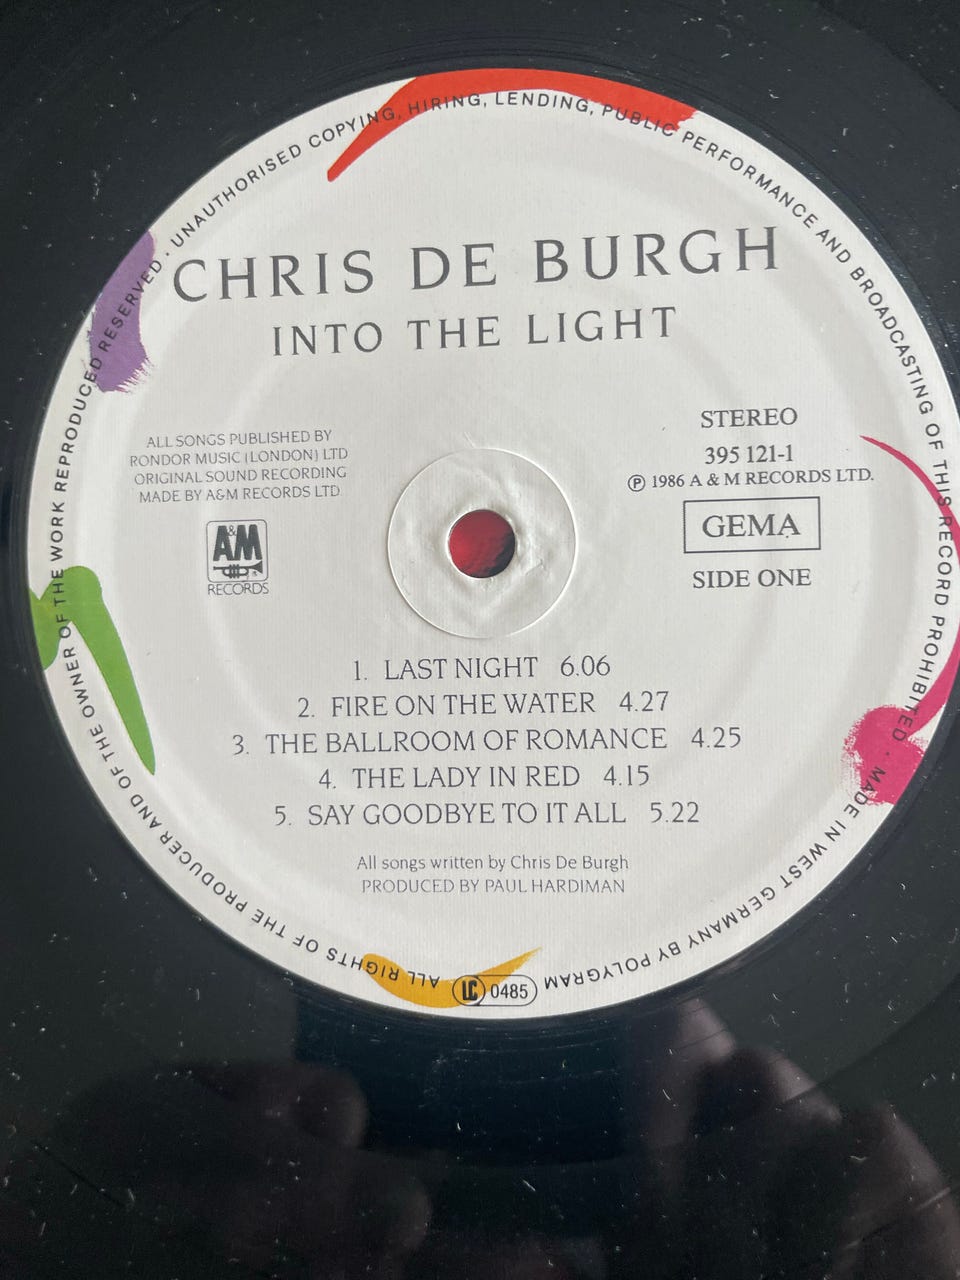 ALL RIGHTS OF THE PRODUCER AND OF THE OWNER OF THE WORK REPRODUCED RESERVED · UNAUTHORISED COPYING, HIRING, LENDING, PUBLIC PERFORMANCE AND BROADCASTING OF THIS RECORD PROHIBITED · MADE IN WEST GERMANY BY POLYGRAM
CHRIS DE BURGH
INTO THE LIGHT
ALL SONGS PUBLISHED BY
RONDOR MUSIC (LONDON) LTD
ORIGINAL SOUND RECORDING
MADE BY A&M RECORDS LTD
A&M
RECORDS
STEREO
395 121-1
℗ 1986 A & M RECORDS LTD.
GEMA
SIDE ONE
1. LAST NIGHT 6.06
2. FIRE ON THE WATER 4.27
3. THE BALLROOM OF ROMANCE 4.25
4. THE LADY IN RED 4.15
5. SAY GOODBYE TO IT ALL 5.22
All songs written by Chris De Burgh
PRODUCED BY PAUL HARDIMAN
LC 0485